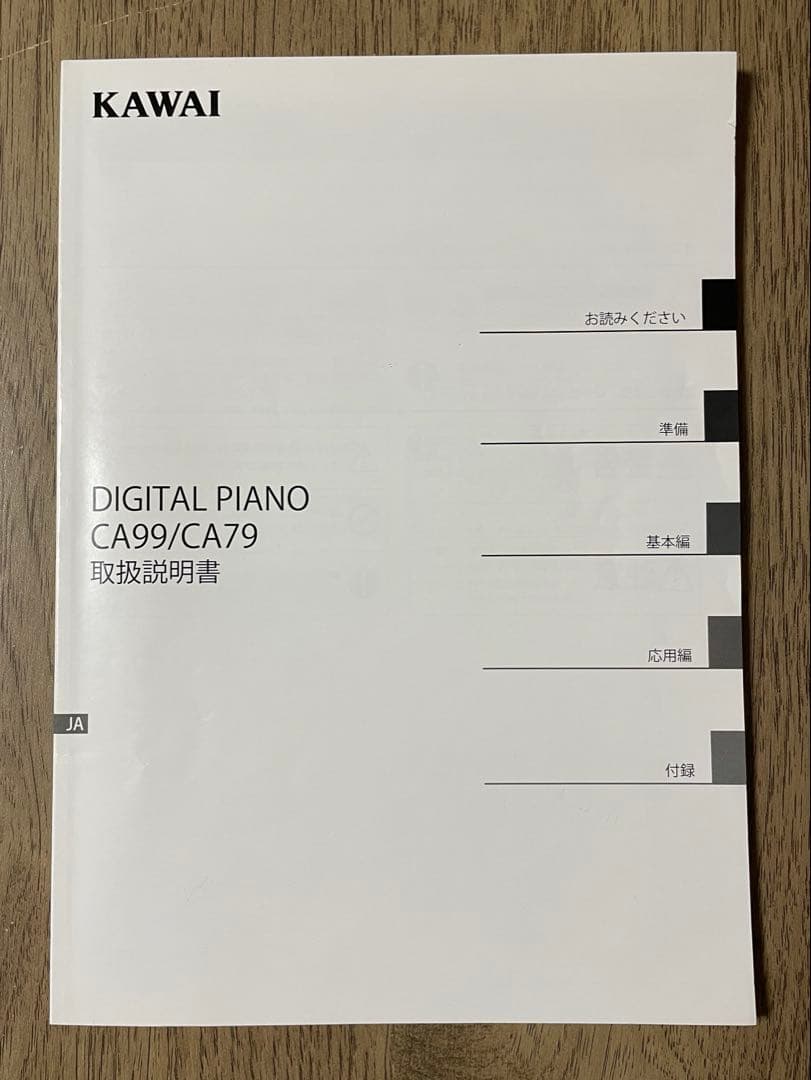 KAWAI
お読みください
準備
基本編
DIGITAL PIANO
CA99/CA79
取扱説明書
応用編
JA
付録